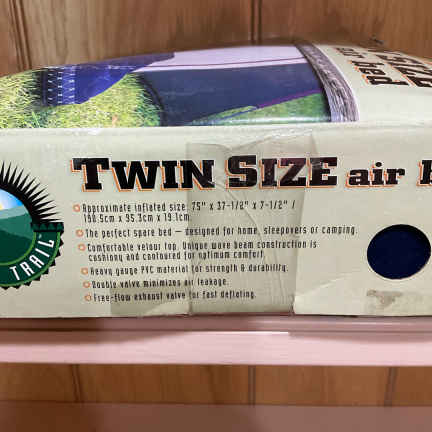 SIZE
air bed
TWIN SIZE air
Approximate inflated size: 75" x 37-1/2" x 7-1/2" /
190.5cm x 95.3cm x 19.1cm.
The perfect spare bed — designed for home, sleepovers or camping.
Comfortable velour top. Unique wave beam construction is
cushiony and contoured for optimum comfort.
Heavy gauge PVC material for strength & durability.
Double valve minimizes air leakage.
Free-flow exhaust valve for fast deflating.
TRAIL